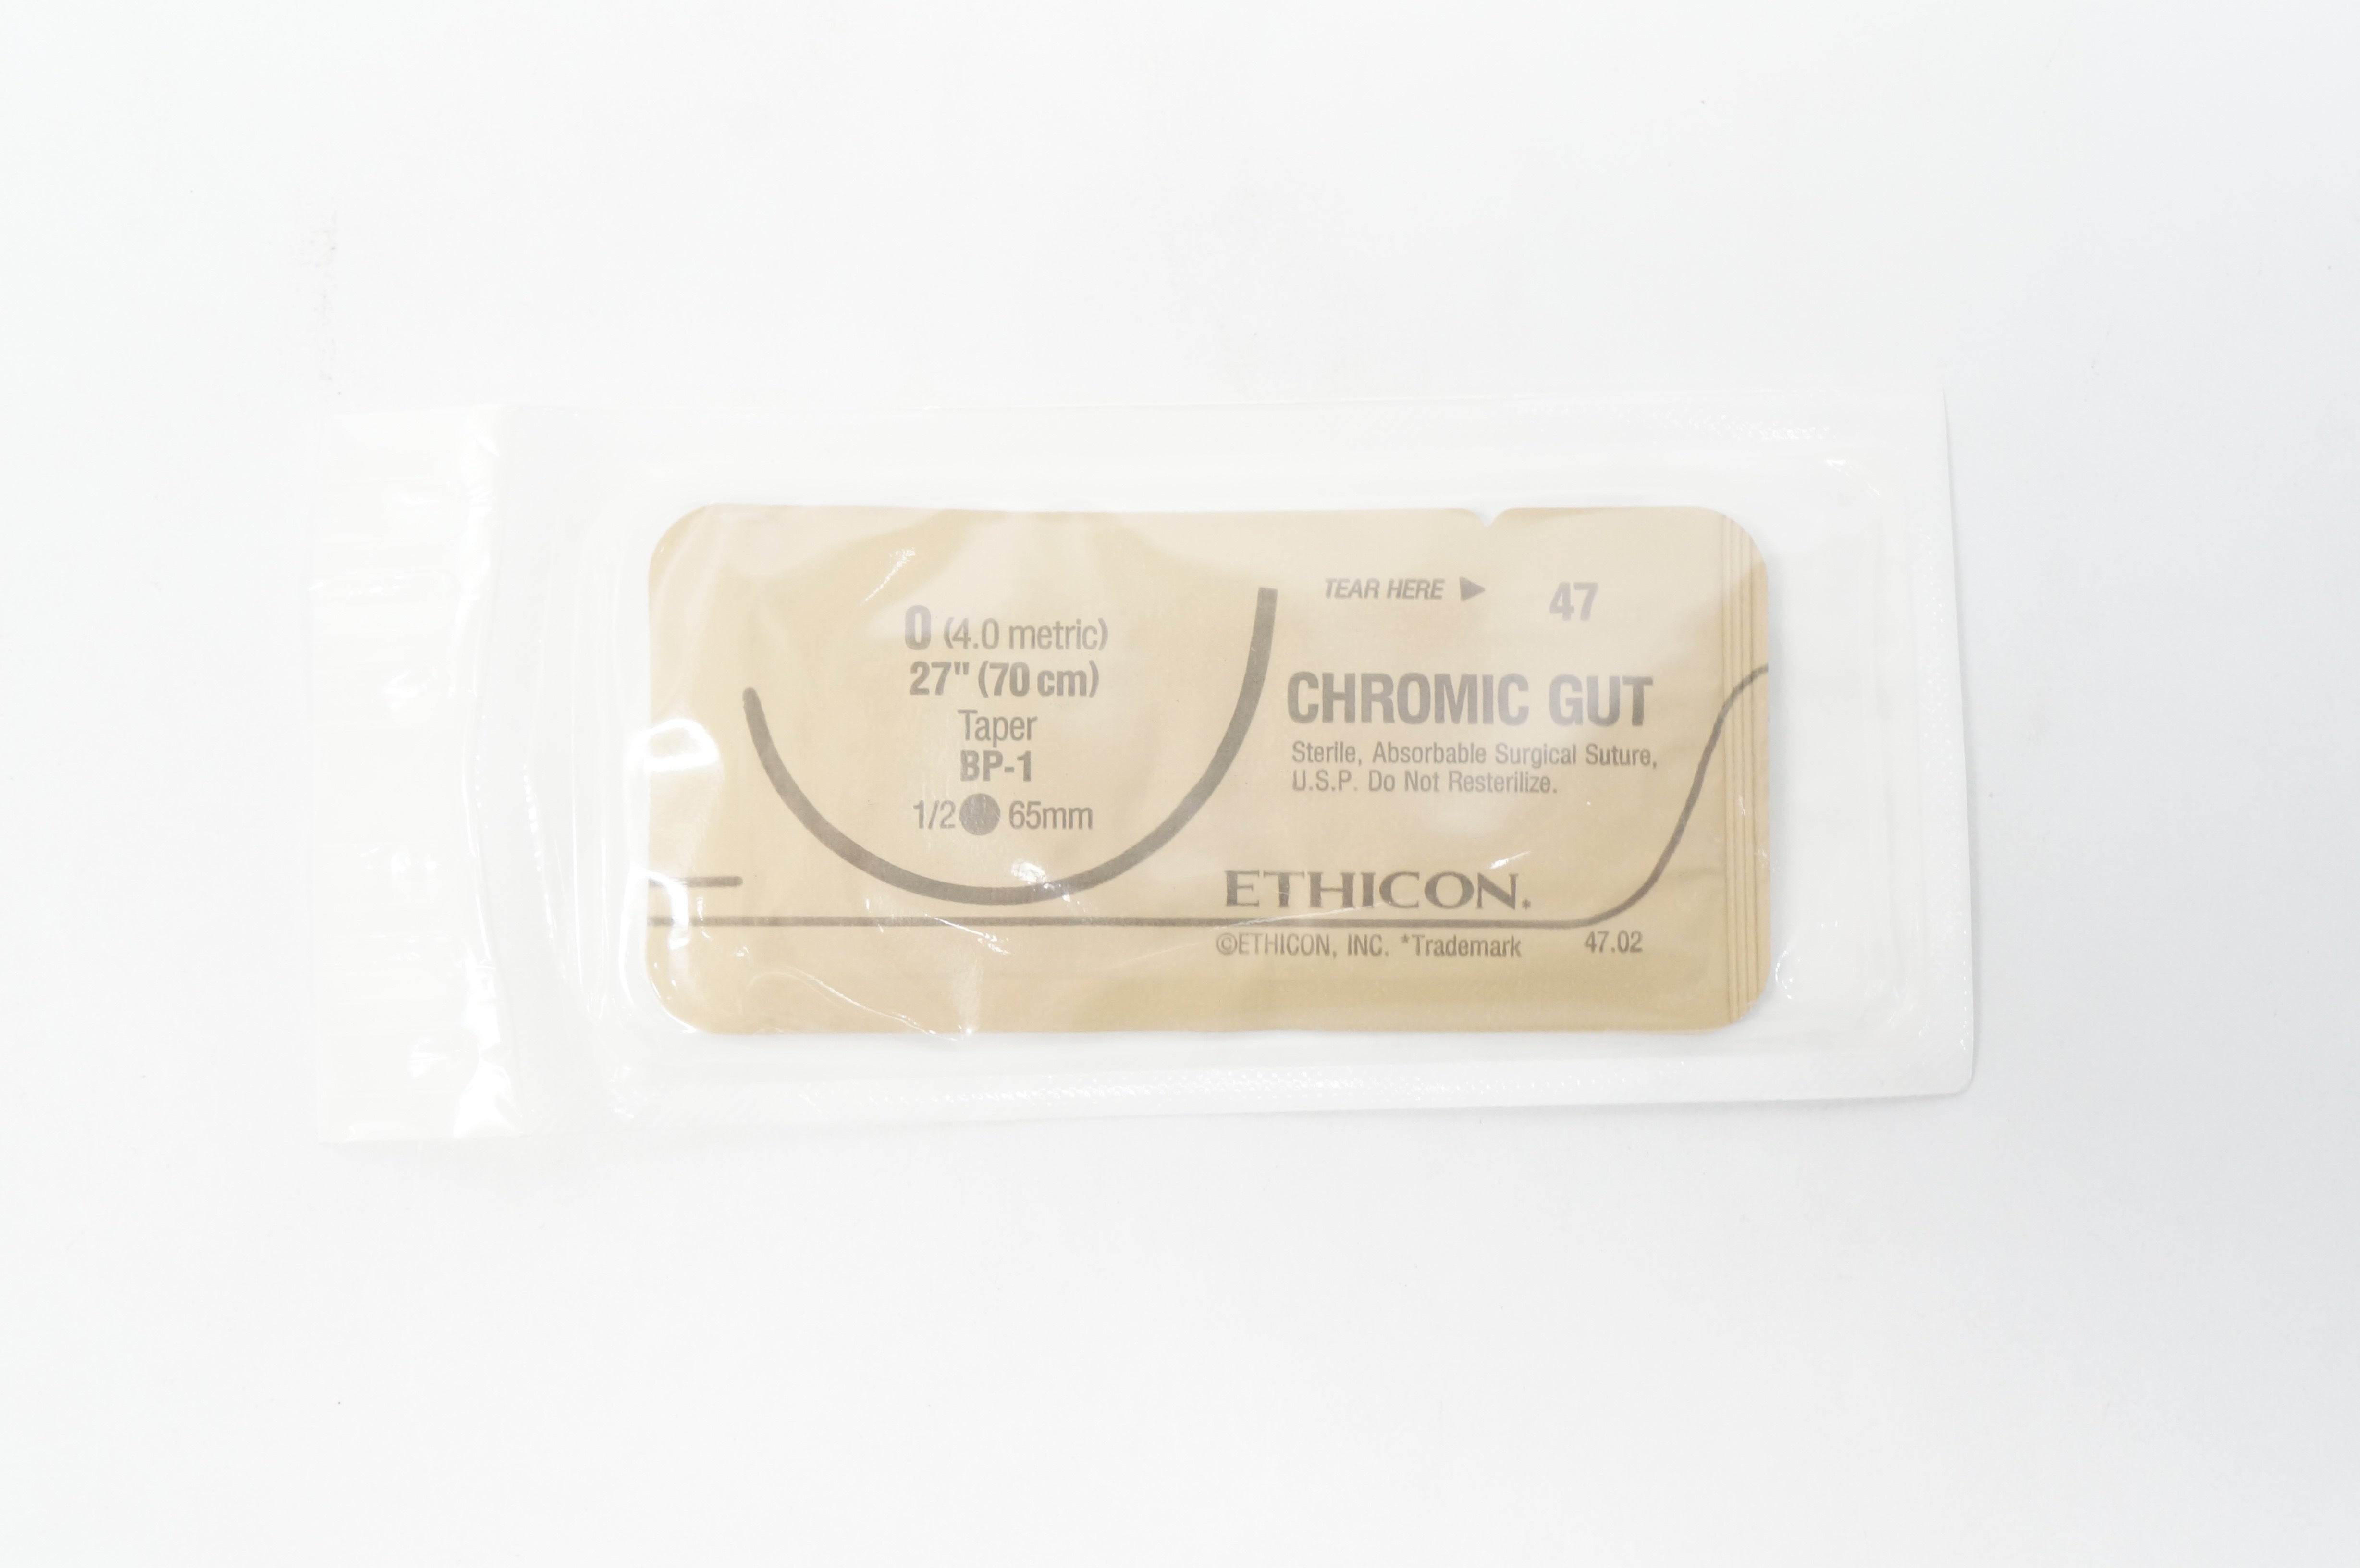 0 (4.0 metric)
27" (70 cm)
Taper
BP-1
1/2 ● 65mm
TEAR HERE ▶
47
CHROMIC GUT
Sterile, Absorbable Surgical Suture,
U.S.P. Do Not Resterilize.
ETHICON.*
©ETHICON, INC. *Trademark
47.02